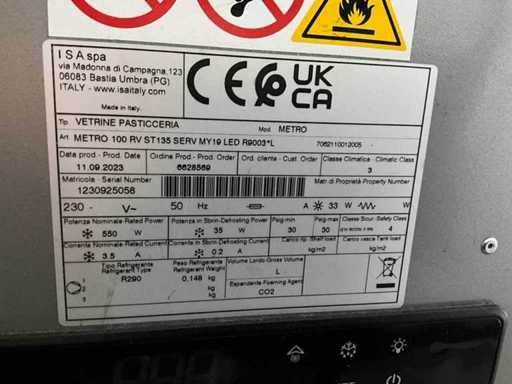 I S A spa
via Madonna di Campagna,123
06083 Bastia Umbra (PG)
ITALY - www.isaitaly.com
Made in Italy.
CE UK CA
Tip. VETRINE PASTICCERIA Mod. METRO
Art. METRO 100 RV ST135 SERV MY19 LED R9003*L 7062110012005
Data prod.- Prod. Date Ordine Prod.- Prod. Order Ord. cliente - Cust. Order Classe Climatica - Climatic Class
11.09.2023 6628569 3
Matricola - Serial Number Matr di Proprietà Property Number
1230925058
230 - V~ 50 Hz A 33 W W
Potenza Nominale-Rated Power Potenza in Sbrin-Defrosting Power Psig-min Psig-max Classe Sicur.-Safety Class
550 W 35 W 30 30 4
Corrente Nominale-Rated Current Corrente in Sbrin-Defrosting Current Carico rip.-Shelf load Carico vasca Tank load
3.5 A 0.2 A kg/m2 kg/m2
Tipo Refrigerante Peso Refrigerante Volume Lordo-Gross Volume
Refrigerant Type Refrigerant Weight L
1 R290 0,148 kg
2 kg Espandente Foaming Agent
3 kg CO2